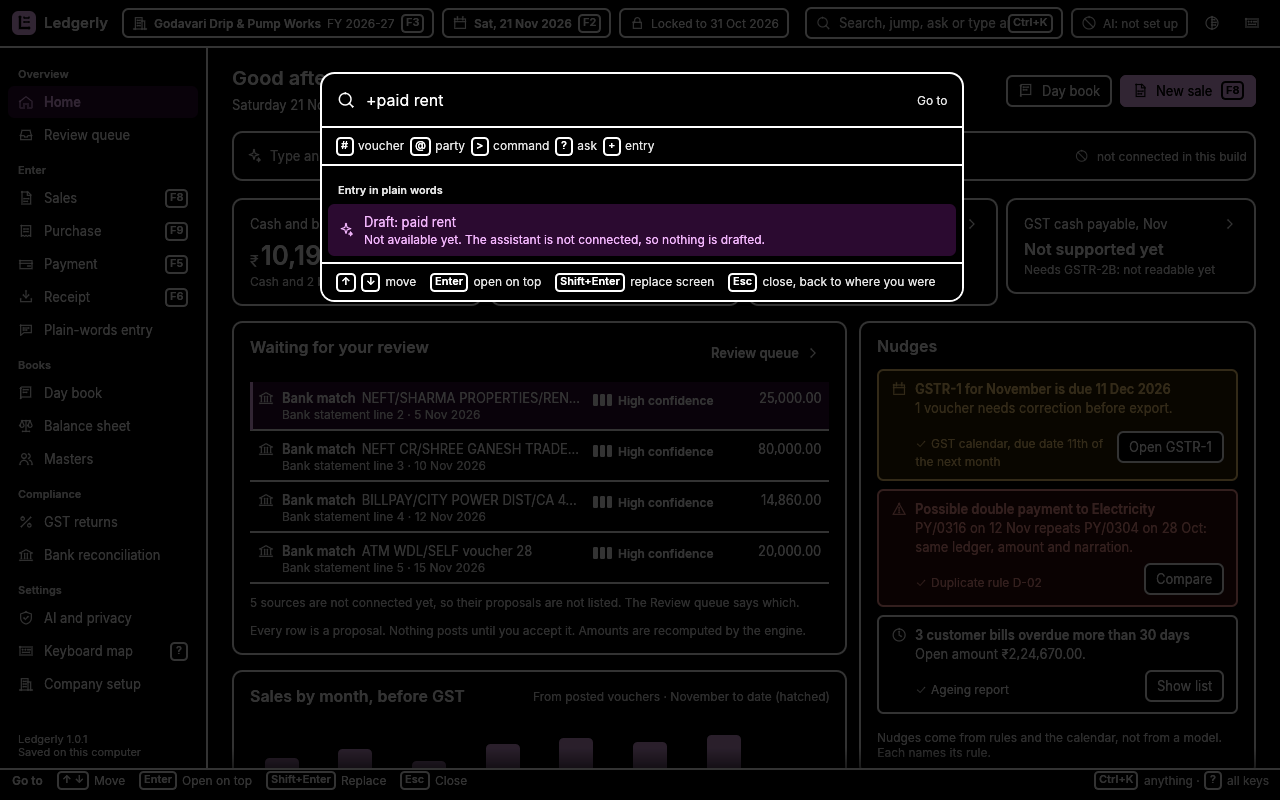 Ledgerly
Godavari Drip & Pump Works FY 2026-27 F3
Sat, 21 Nov 2026 F2
Locked to 31 Oct 2026
Search, jump, ask or type a Ctrl+K
AI: not set up
Overview
Home
Review queue
Enter
Sales F8
Purchase F9
Payment F5
Receipt F6
Plain-words entry
Books
Day book
Balance sheet
Masters
Compliance
GST returns
Bank reconciliation
Settings
AI and privacy
Keyboard map ?
Company setup
Ledgerly 1.0.1
Saved on this computer
Good afte
Saturday 21 No
Day book
New sale F8
+paid rent
Go to
# voucher @ party > command ? ask + entry
Entry in plain words
Draft: paid rent
Not available yet. The assistant is not connected, so nothing is drafted.
↑ ↓ move Enter open on top Shift+Enter replace screen Esc close, back to where you were
Type an
not connected in this build
Cash and b
₹10,19
Cash and 2 
GST cash payable, Nov
Not supported yet
Needs GSTR-2B: not readable yet
Waiting for your review
Review queue
Bank match NEFT/SHARMA PROPERTIES/REN... High confidence 25,000.00
Bank statement line 2 · 5 Nov 2026
Bank match NEFT CR/SHREE GANESH TRADE... High confidence 80,000.00
Bank statement line 3 · 10 Nov 2026
Bank match BILLPAY/CITY POWER DIST/CA 4... High confidence 14,860.00
Bank statement line 4 · 12 Nov 2026
Bank match ATM WDL/SELF voucher 28 High confidence 20,000.00
Bank statement line 5 · 15 Nov 2026
5 sources are not connected yet, so their proposals are not listed. The Review queue says which.
Every row is a proposal. Nothing posts until you accept it. Amounts are recomputed by the engine.
Sales by month, before GST
From posted vouchers · November to date (hatched)
Nudges
GSTR-1 for November is due 11 Dec 2026
1 voucher needs correction before export.
✓ GST calendar, due date 11th of
the next month
Open GSTR-1
Possible double payment to Electricity
PY/0316 on 12 Nov repeats PY/0304 on 28 Oct:
same ledger, amount and narration.
✓ Duplicate rule D-02
Compare
3 customer bills overdue more than 30 days
Open amount ₹2,24,670.00.
✓ Ageing report
Show list
Nudges come from rules and the calendar, not from a model.
Each names its rule.
Go to ↑ ↓ Move Enter Open on top Shift+Enter Replace Esc Close
Ctrl+K anything · ? all keys